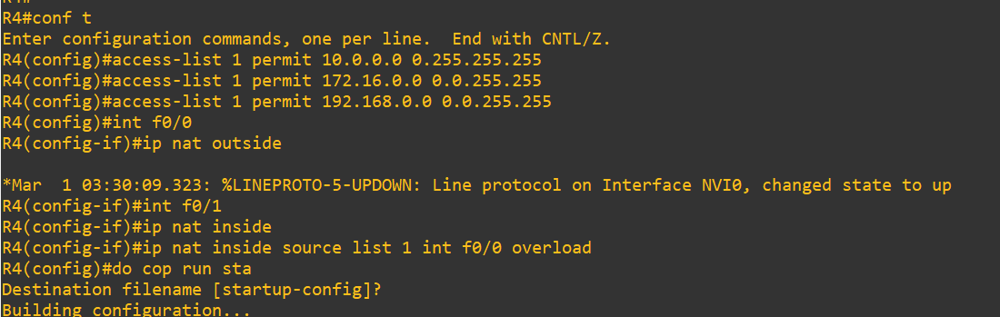 R4#
R4#conf t
Enter configuration commands, one per line.  End with CNTL/Z.
R4(config)#access-list 1 permit 10.0.0.0 0.255.255.255
R4(config)#access-list 1 permit 172.16.0.0 0.0.255.255
R4(config)#access-list 1 permit 192.168.0.0 0.0.255.255
R4(config)#int f0/0
R4(config-if)#ip nat outside

*Mar  1 03:30:09.323: %LINEPROTO-5-UPDOWN: Line protocol on Interface NVI0, changed state to up
R4(config-if)#int f0/1
R4(config-if)#ip nat inside
R4(config-if)#ip nat inside source list 1 int f0/0 overload
R4(config)#do cop run sta
Destination filename [startup-config]?
Building configuration...